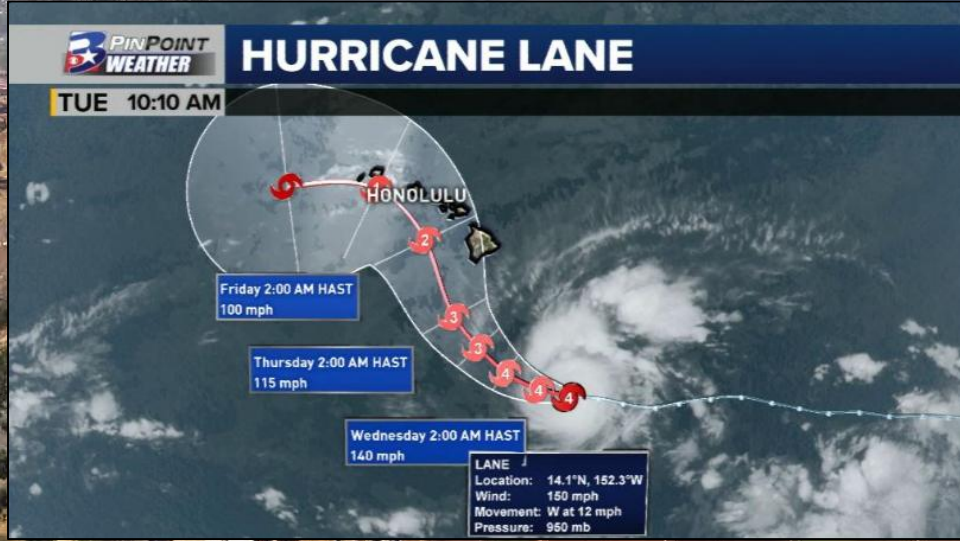 3 PINPOINT
WEATHER
HURRICANE LANE
TUE 10:10 AM
1
HONOLULU
2
Friday 2:00 AM HAST
100 mph
3
3
Thursday 2:00 AM HAST
115 mph
4
4
4
Wednesday 2:00 AM HAST
140 mph
LANE
Location: 14.1°N, 152.3°W
Wind: 150 mph
Movement: W at 12 mph
Pressure: 950 mb